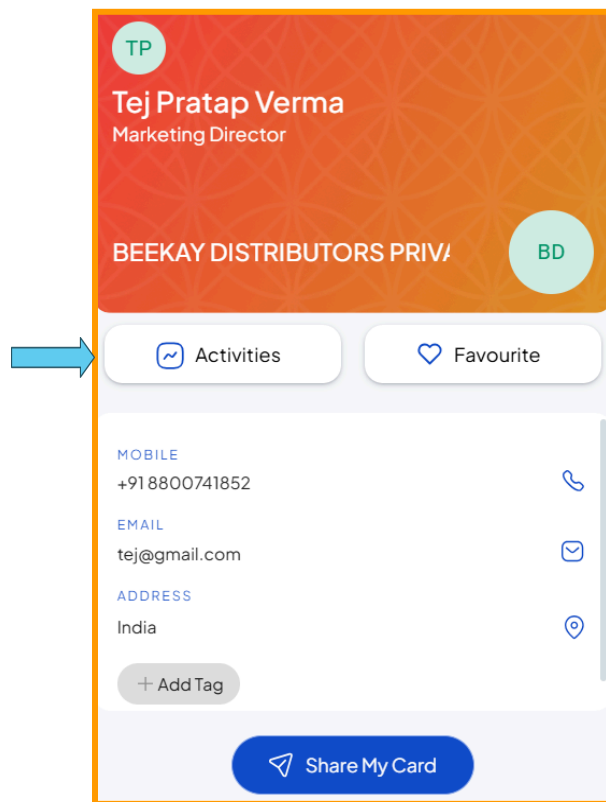 TP
Tej Pratap Verma
Marketing Director
BEEKAY DISTRIBUTORS
BD
Activities
Favourite
MOBILE
+91 8800741852
EMAIL
tej@gmail.com
ADDRESS
India
+ Add Tag
Share My Card